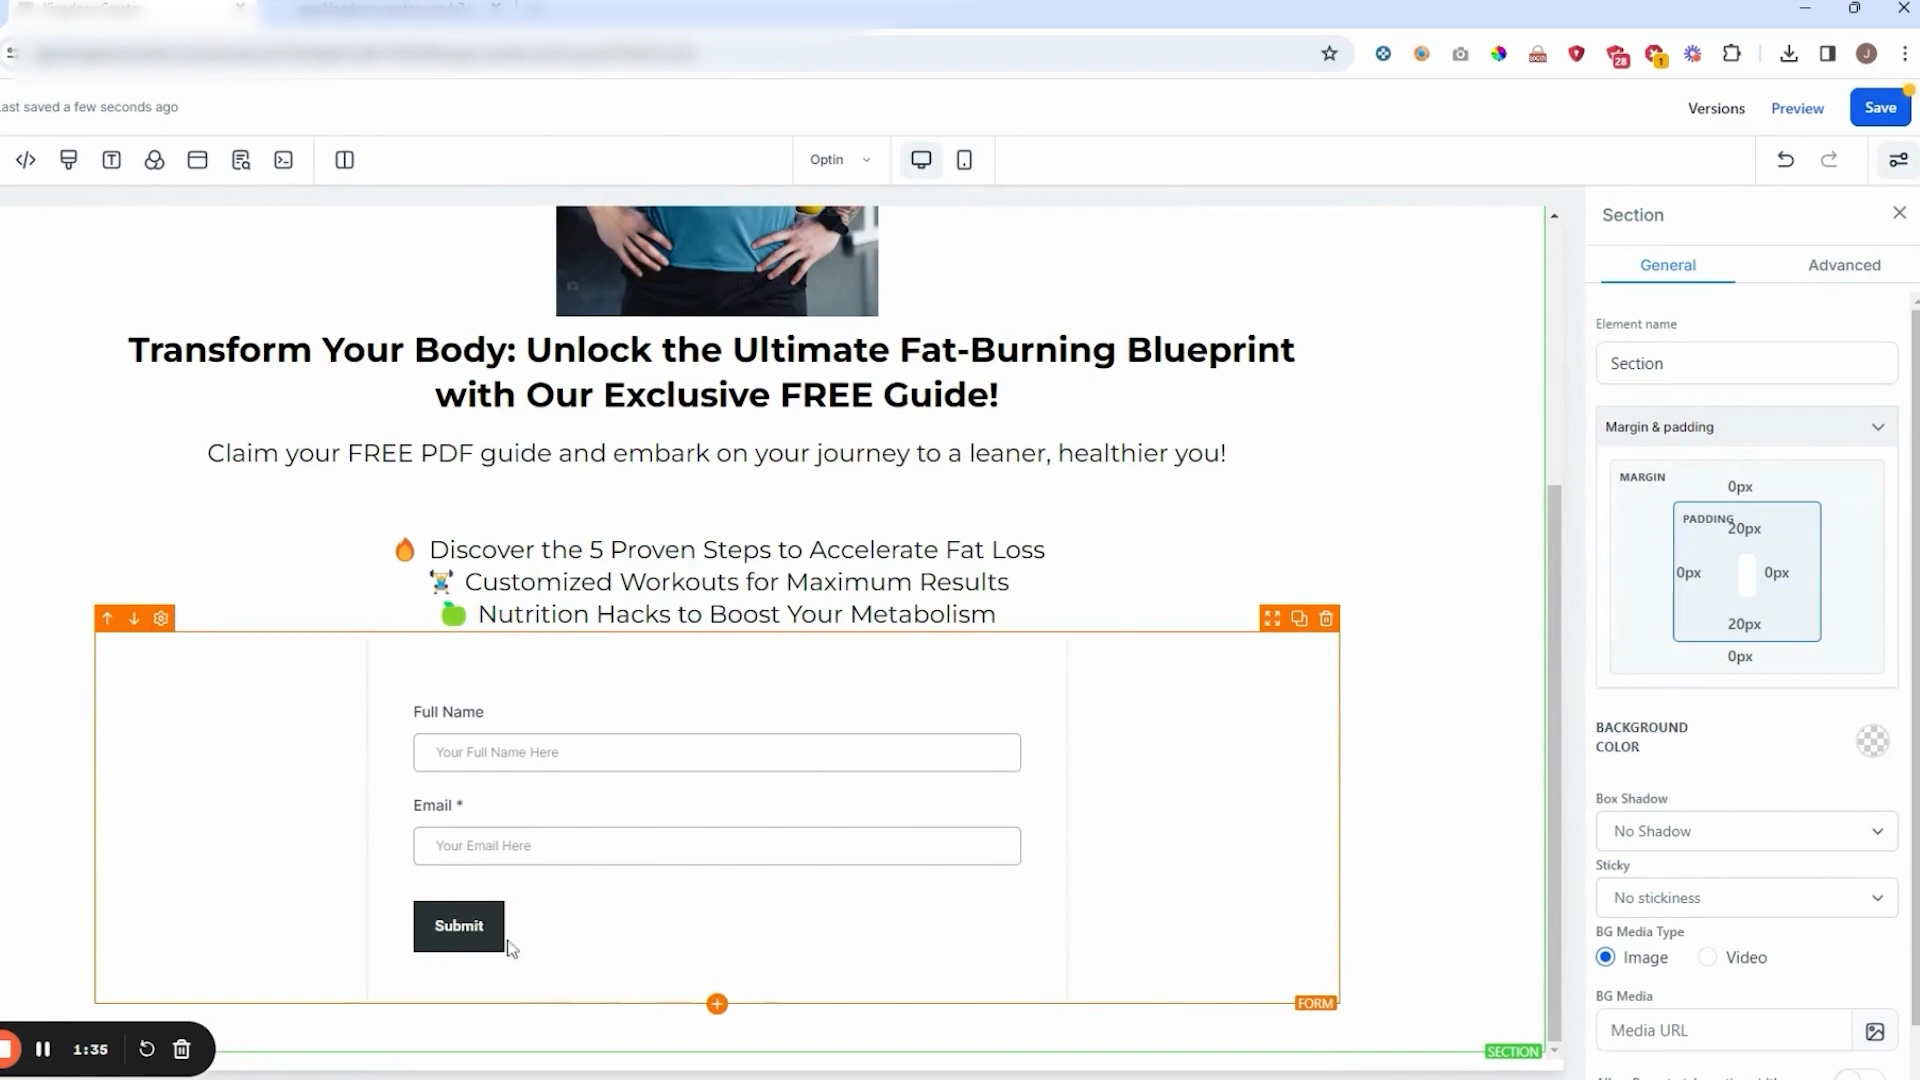 ast saved a few seconds ago
Versions
Preview
Save
28
1
J
Optin
Section
General
Advanced
Element name
Section
Margin & padding
MARGIN
0px
PADDING
20px
0px
0px
20px
0px
BACKGROUND
COLOR
Box Shadow
No Shadow
Sticky
No stickiness
BG Media Type
Image
Video
BG Media
Media URL
Transform Your Body: Unlock the Ultimate Fat-Burning Blueprint
with Our Exclusive FREE Guide!
Claim your FREE PDF guide and embark on your journey to a leaner, healthier you!
🔥 Discover the 5 Proven Steps to Accelerate Fat Loss
🏋️ Customized Workouts for Maximum Results
🍏 Nutrition Hacks to Boost Your Metabolism
Full Name
Your Full Name Here
Email *
Your Email Here
Submit
FORM
SECTION
1:35